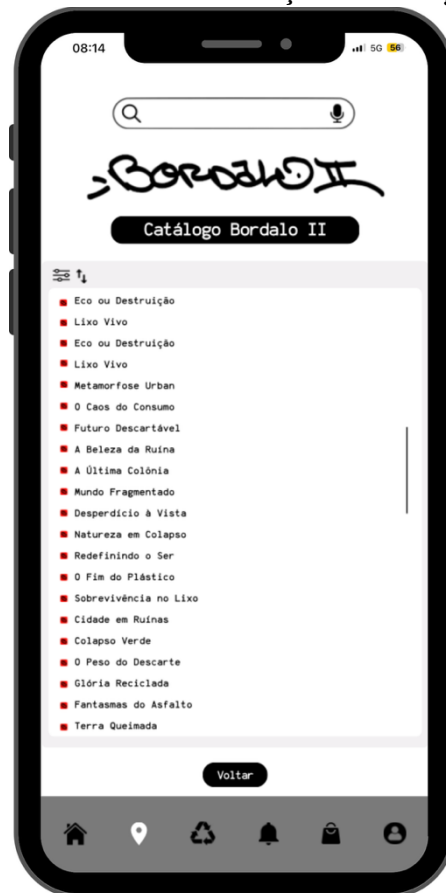 08:14
5G 56
BORDALO II
Catálogo Bordalo II
Eco ou Destruição
Lixo Vivo
Eco ou Destruição
Lixo Vivo
Metamorfose Urban
O Caos do Consumo
Futuro Descartável
A Beleza da Ruína
A Última Colónia
Mundo Fragmentado
Desperdício à Vista
Natureza em Colapso
Redefinindo o Ser
O Fim do Plástico
Sobrevivência no Lixo
Cidade em Ruínas
Colapso Verde
O Peso do Descarte
Glória Reciclada
Fantasmas do Asfalto
Terra Queimada
Voltar